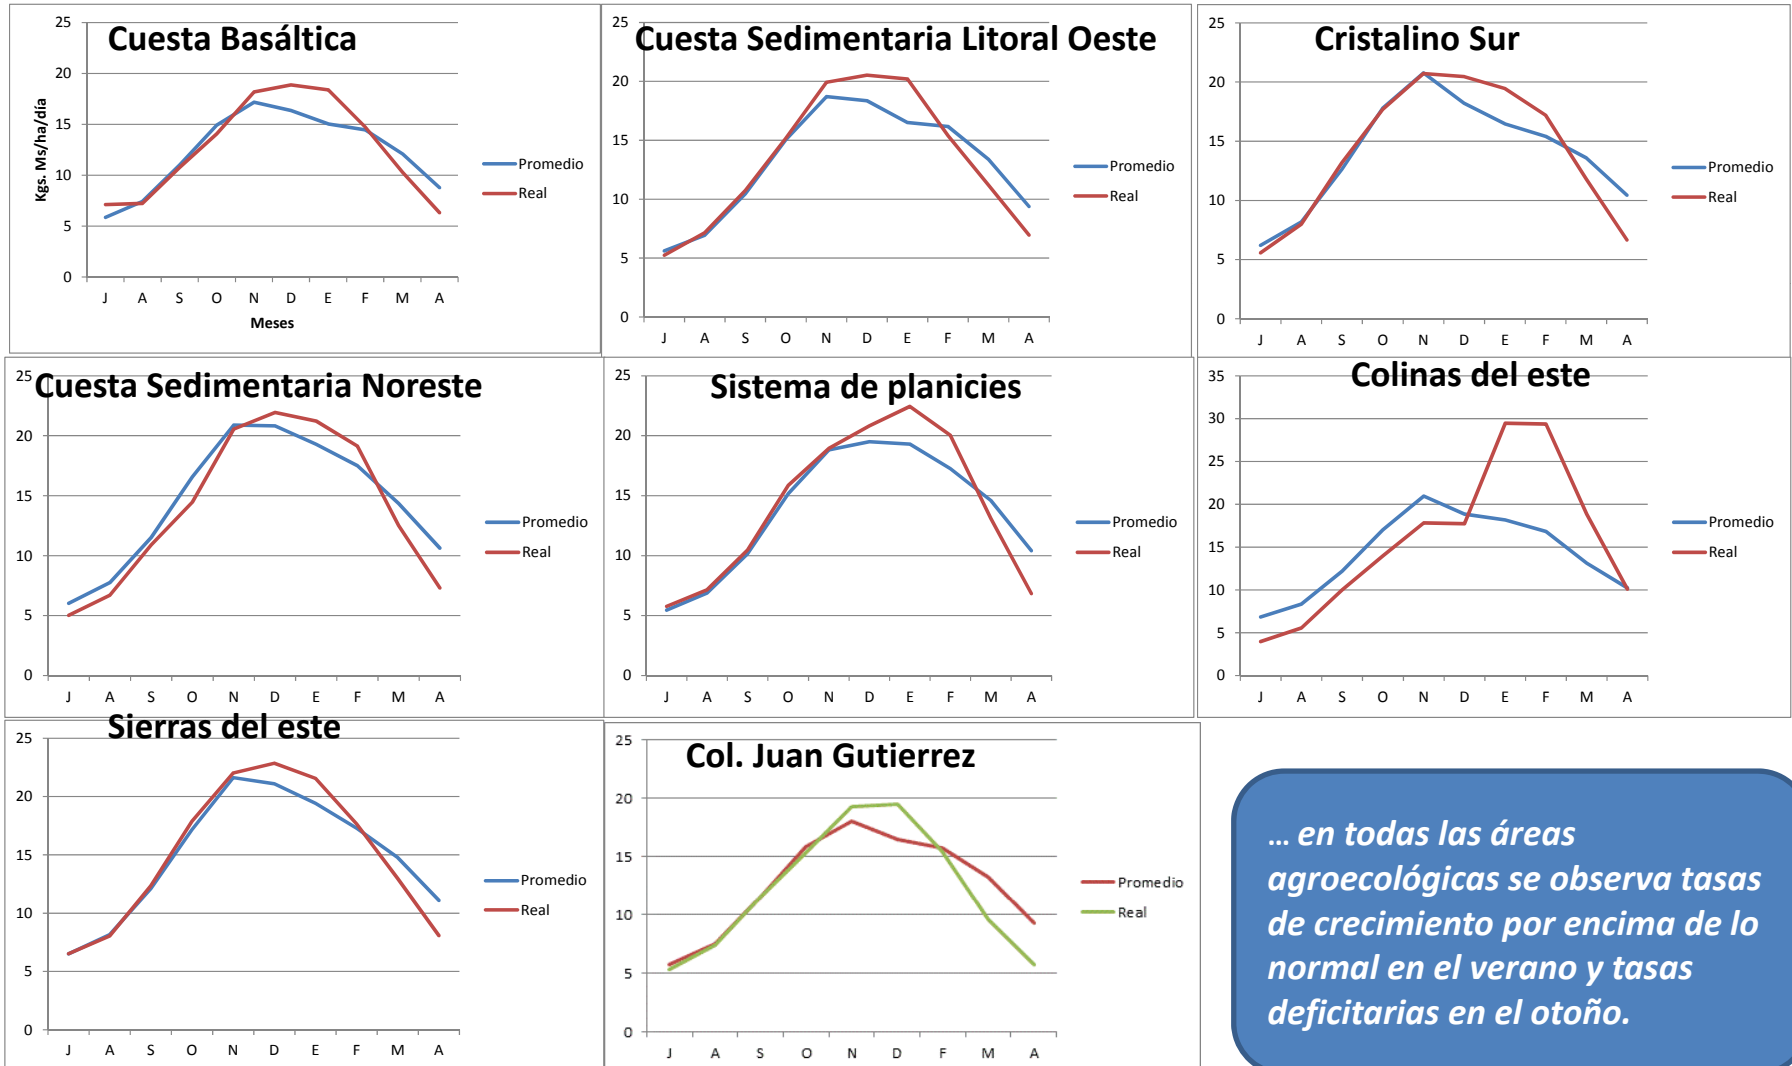 Cuesta Basáltica
Kgs. Ms/ha/día
25
20
15
10
5
0
J A S O N D E F M A
Meses
Promedio
Real
Cuesta Sedimentaria Litoral Oeste
25
20
15
10
5
0
J A S O N D E F M A
Promedio
Real
Cristalino Sur
25
20
15
10
5
0
J A S O N D E F M A
Promedio
Real
Cuesta Sedimentaria Noreste
25
20
15
10
5
0
J A S O N D E F M A
Promedio
Real
Sistema de planicies
25
20
15
10
5
0
J A S O N D E F M A
Promedio
Real
Colinas del este
35
30
25
20
15
10
5
0
J A S O N D E F M A
Promedio
Real
Sierras del este
25
20
15
10
5
0
J A S O N D E F M A
Promedio
Real
Col. Juan Gutierrez
25
20
15
10
5
0
J A S O N D F M A
Promedio
Real
... en todas las áreas
agroecológicas se observa tasas
de crecimiento por encima de lo
normal en el verano y tasas
deficitarias en el otoño.